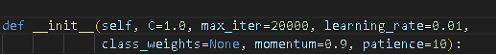 def __init__(self, C=1.0, max_iter=20000, learning_rate=0.01,
class_weights=None, momentum=0.9, patience=10):